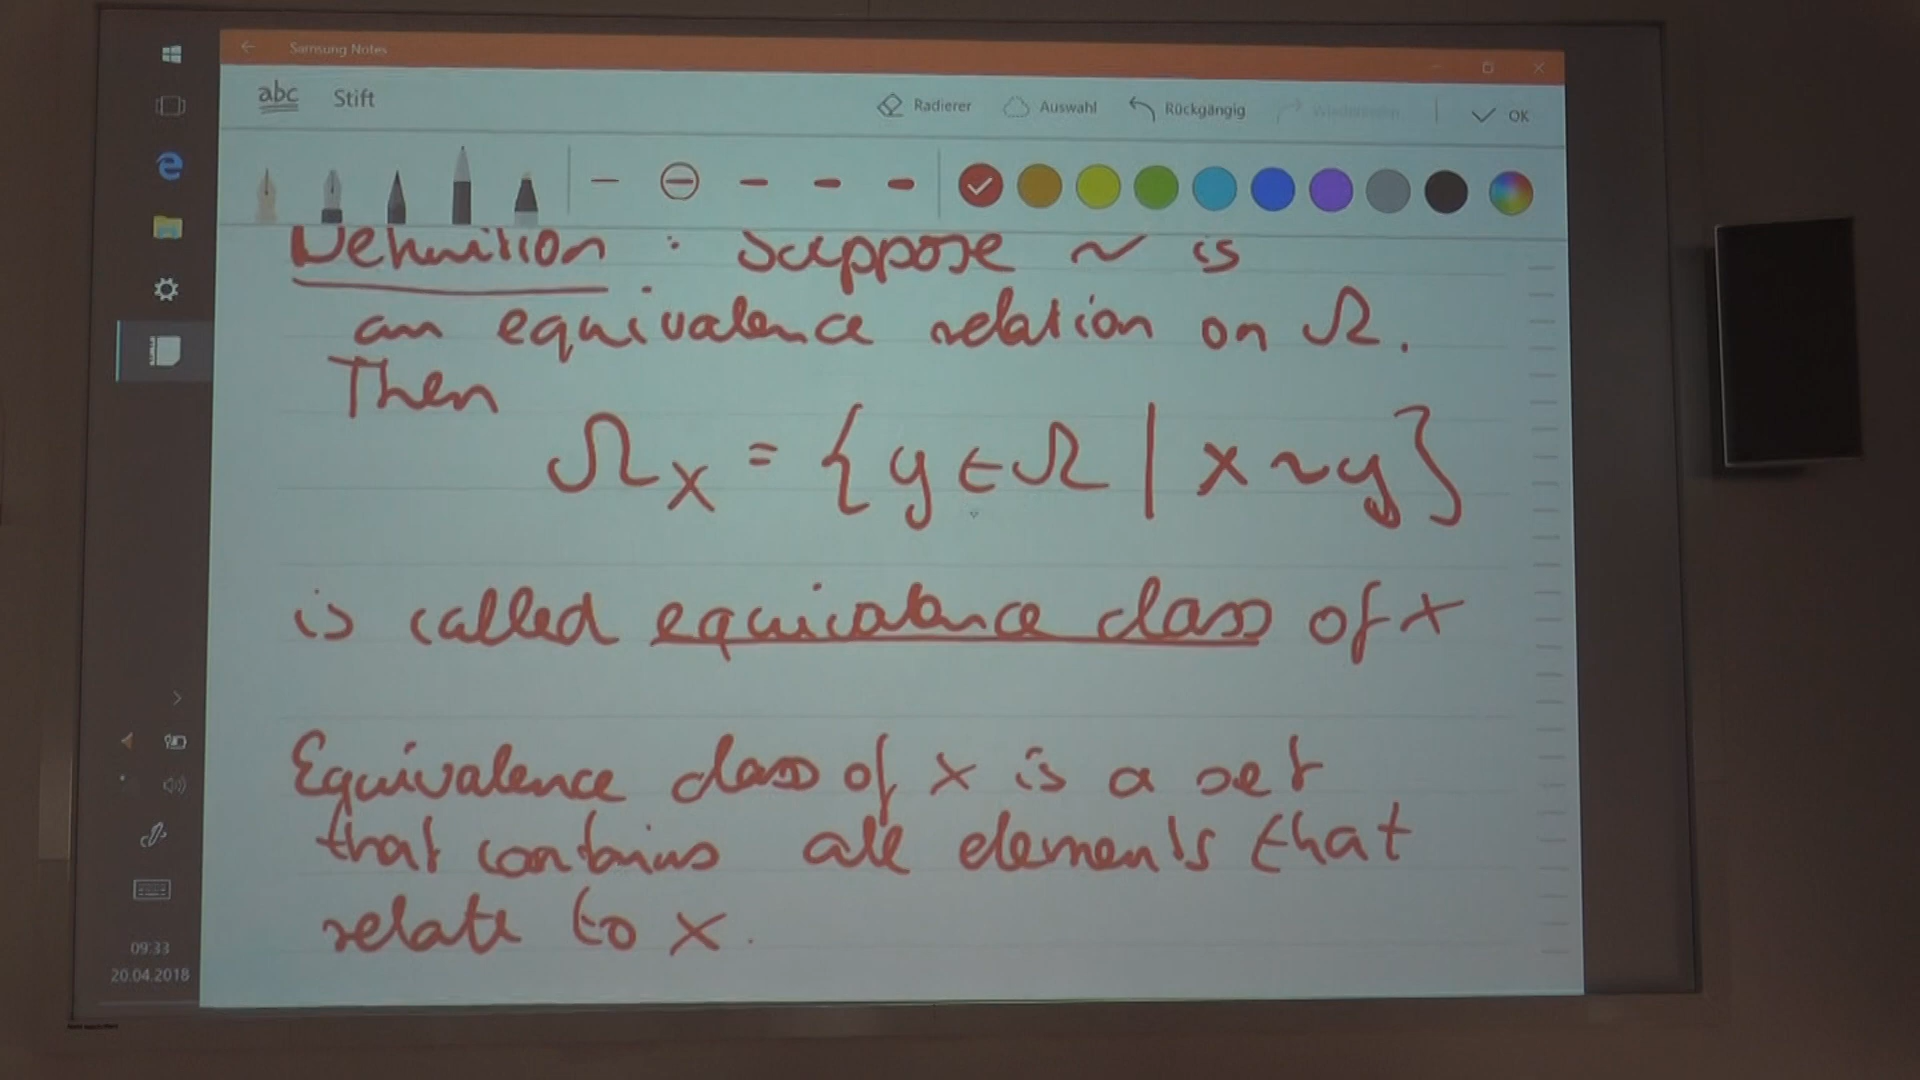 Samsung Notes
abc Stift Radierer Auswahl Rückgängig Wiederholen OK
Definition : Suppose ~ is
an equivalence relation on Ω.
Then
Ωx = {y ∈ Ω | x ~ y}
is called equivalence class of x
Equivalence class of x is a set
that contains all elements that
relate to x.
09:33
20.04.2018